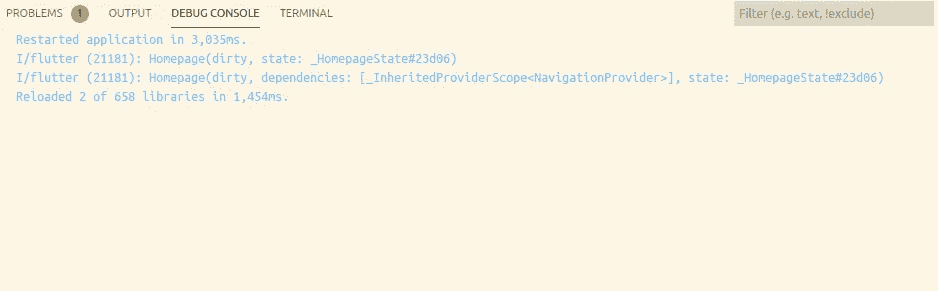 PROBLEMS 1 OUTPUT DEBUG CONSOLE TERMINAL Filter (e.g. text, !exclude)
Restarted application in 3,035ms.
I/flutter (21181): Homepage(dirty, state: _HomepageState#23d06)
I/flutter (21181): Homepage(dirty, dependencies: [_InheritedProviderScope<NavigationProvider>], state: _HomepageState#23d06)
Reloaded 2 of 658 libraries in 1,454ms.